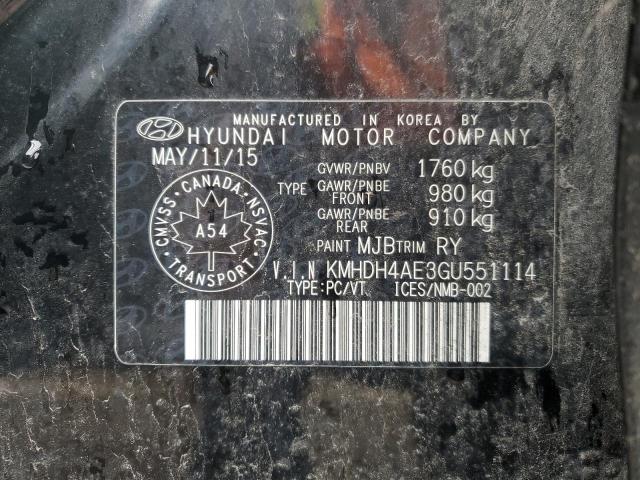 MANUFACTURED IN KOREA BY
HYUNDAI MOTOR COMPANY
MAY/11/15
GVWR/PNBV 1760 kg
TYPE GAWR/PNBE FRONT 980 kg
GAWR/PNBE REAR 910 kg
PAINT MJB TRIM RY
CMVSS • CANADA • NSVAC • TRANSPORT
A54
V.I.N KMHDH4AE3GU551114
TYPE:PC/VT. ICES/NMB-002